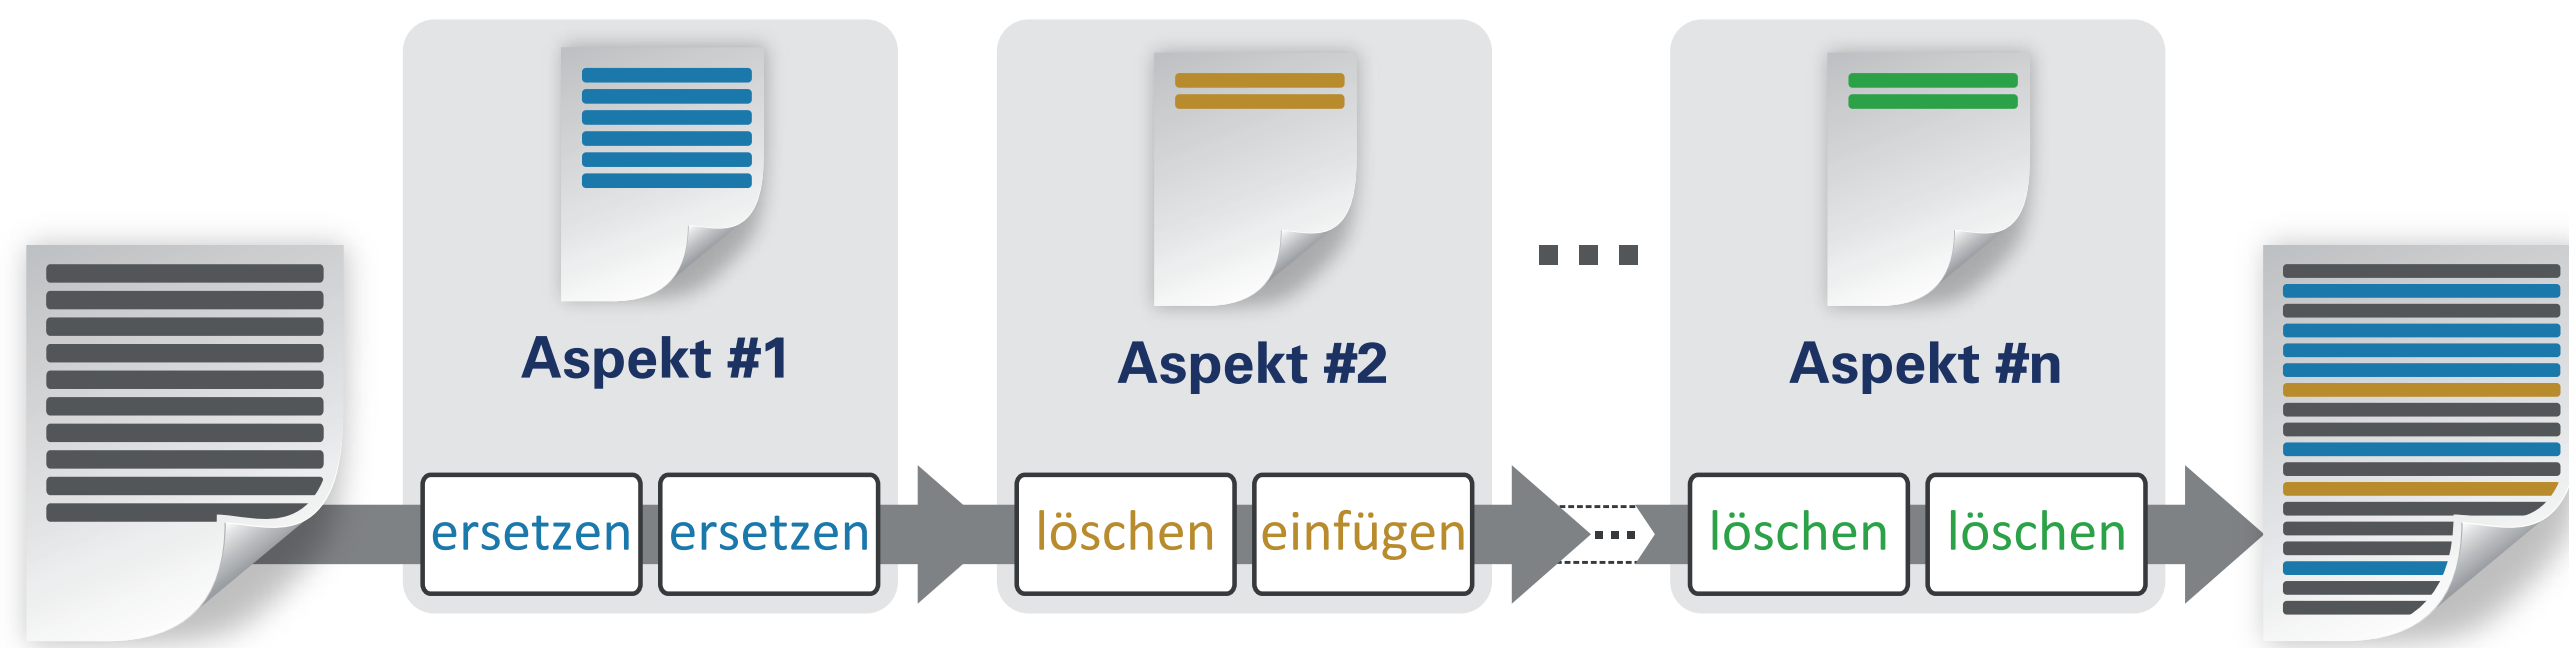 Aspekt #1
Aspekt #2
Aspekt #n
ersetzen
ersetzen
löschen
einfügen
löschen
löschen